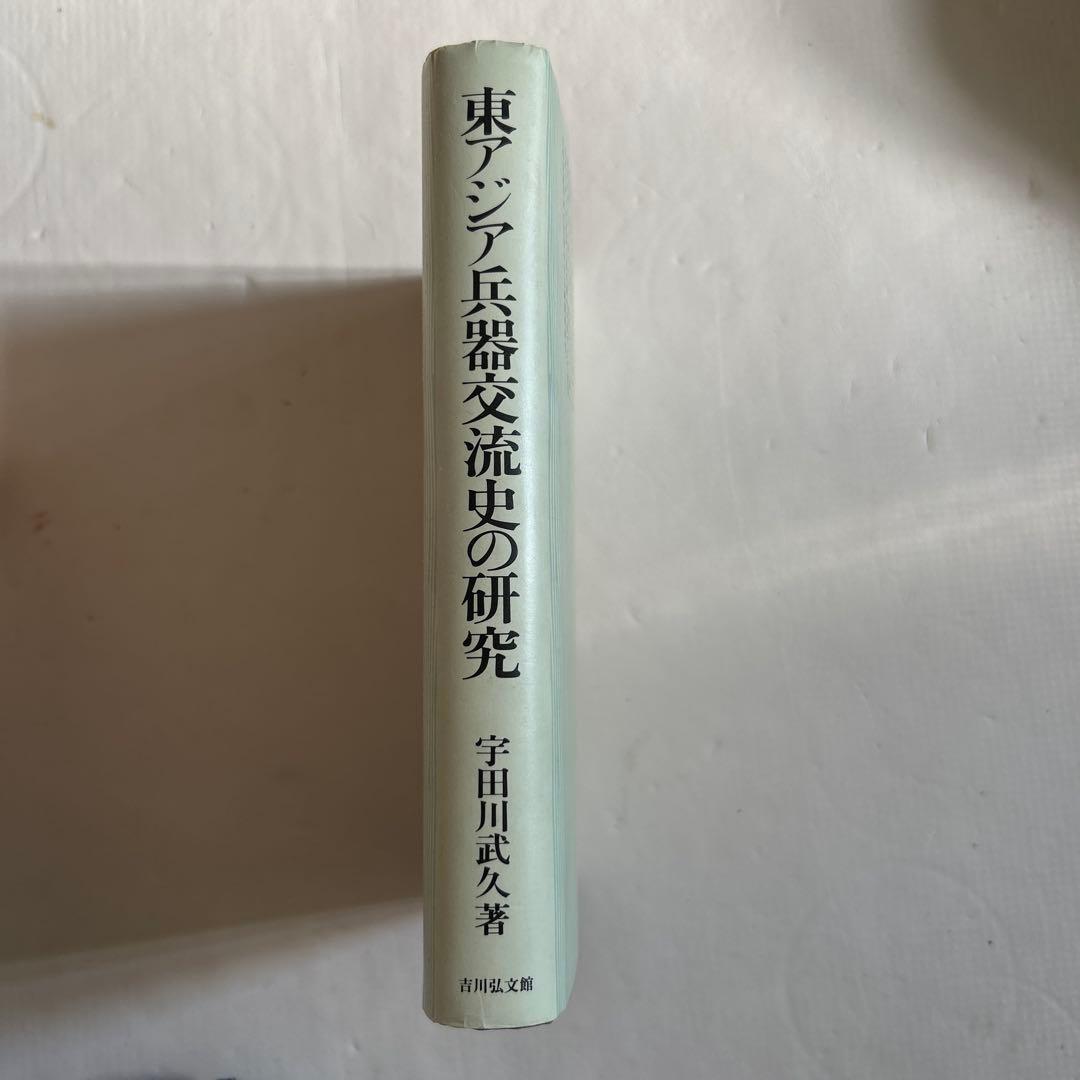 東アジア兵器交流史の研究
宇田川武久著
吉川弘文館